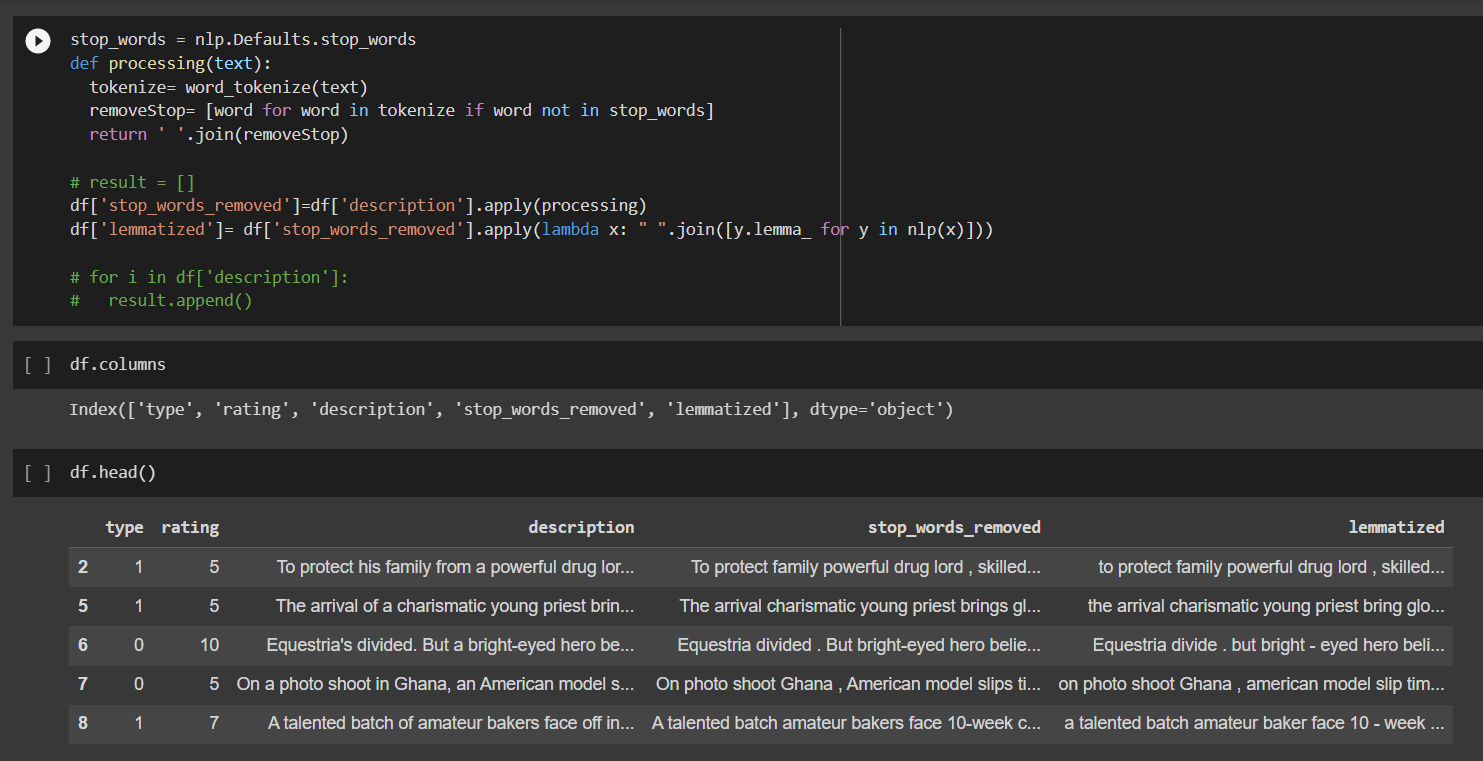 stop_words = nlp.Defaults.stop_words
def processing(text):
  tokenize= word_tokenize(text)
  removeStop= [word for word in tokenize if word not in stop_words]
  return ' '.join(removeStop)
# result = []
df['stop_words_removed']=df['description'].apply(processing)
df['lemmatized']= df['stop_words_removed'].apply(lambda x: " ".join([y.lemma_ for y in nlp(x)]))
# for i in df['description']:
#   result.append()
[ ] df.columns
Index(['type', 'rating', 'description', 'stop_words_removed', 'lemmatized'], dtype='object')
[ ] df.head()
type rating description stop_words_removed lemmatized
2 1 5 To protect his family from a powerful drug lor... To protect family powerful drug lord , skilled... to protect family powerful drug lord , skilled...
5 1 5 The arrival of a charismatic young priest brin... The arrival charismatic young priest brings gl... the arrival charismatic young priest bring glo...
6 0 10 Equestria's divided. But a bright-eyed hero be... Equestria divided . But bright-eyed hero belie... Equestria divide . but bright - eyed hero beli...
7 0 5 On a photo shoot in Ghana, an American model s... On photo shoot Ghana , American model slips ti... on photo shoot Ghana , american model slip tim...
8 1 7 A talented batch of amateur bakers face off in... A talented batch amateur bakers face 10-week c... a talented batch amateur baker face 10 - week ...